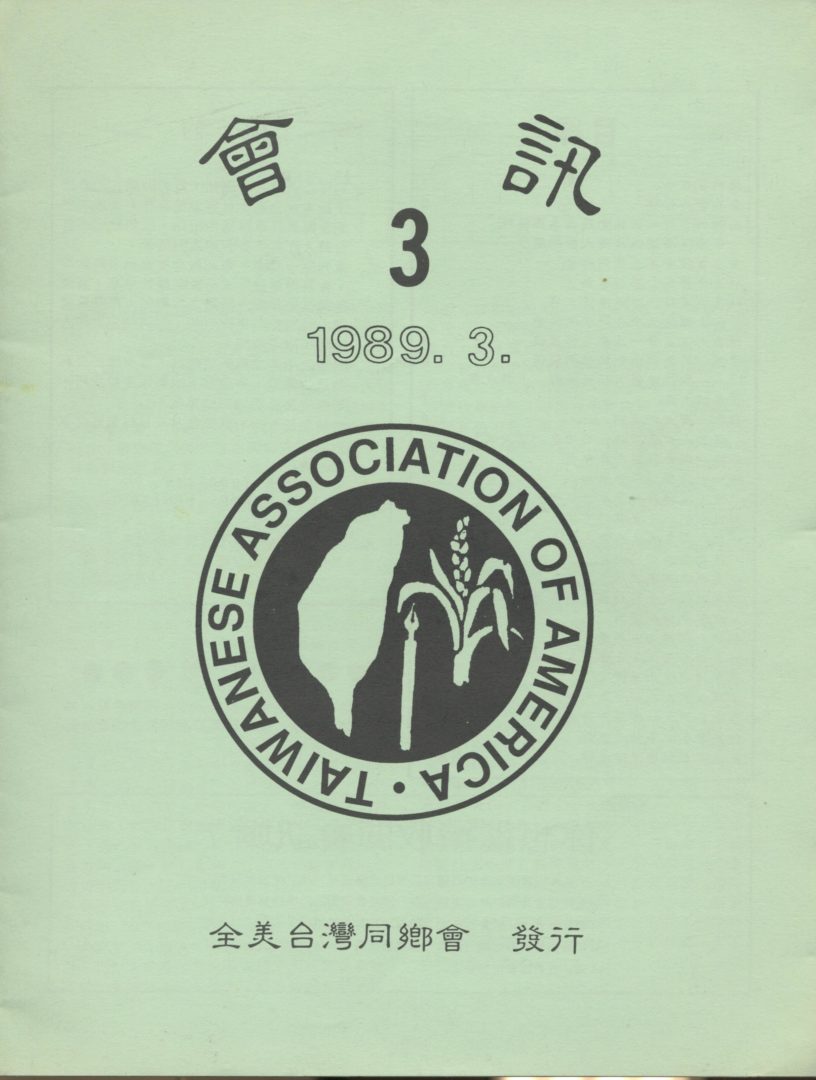 會 訊
3
1989. 3.
TAIWANESE ASSOCIATION OF AMERICA •
全美台灣同鄉會 發行